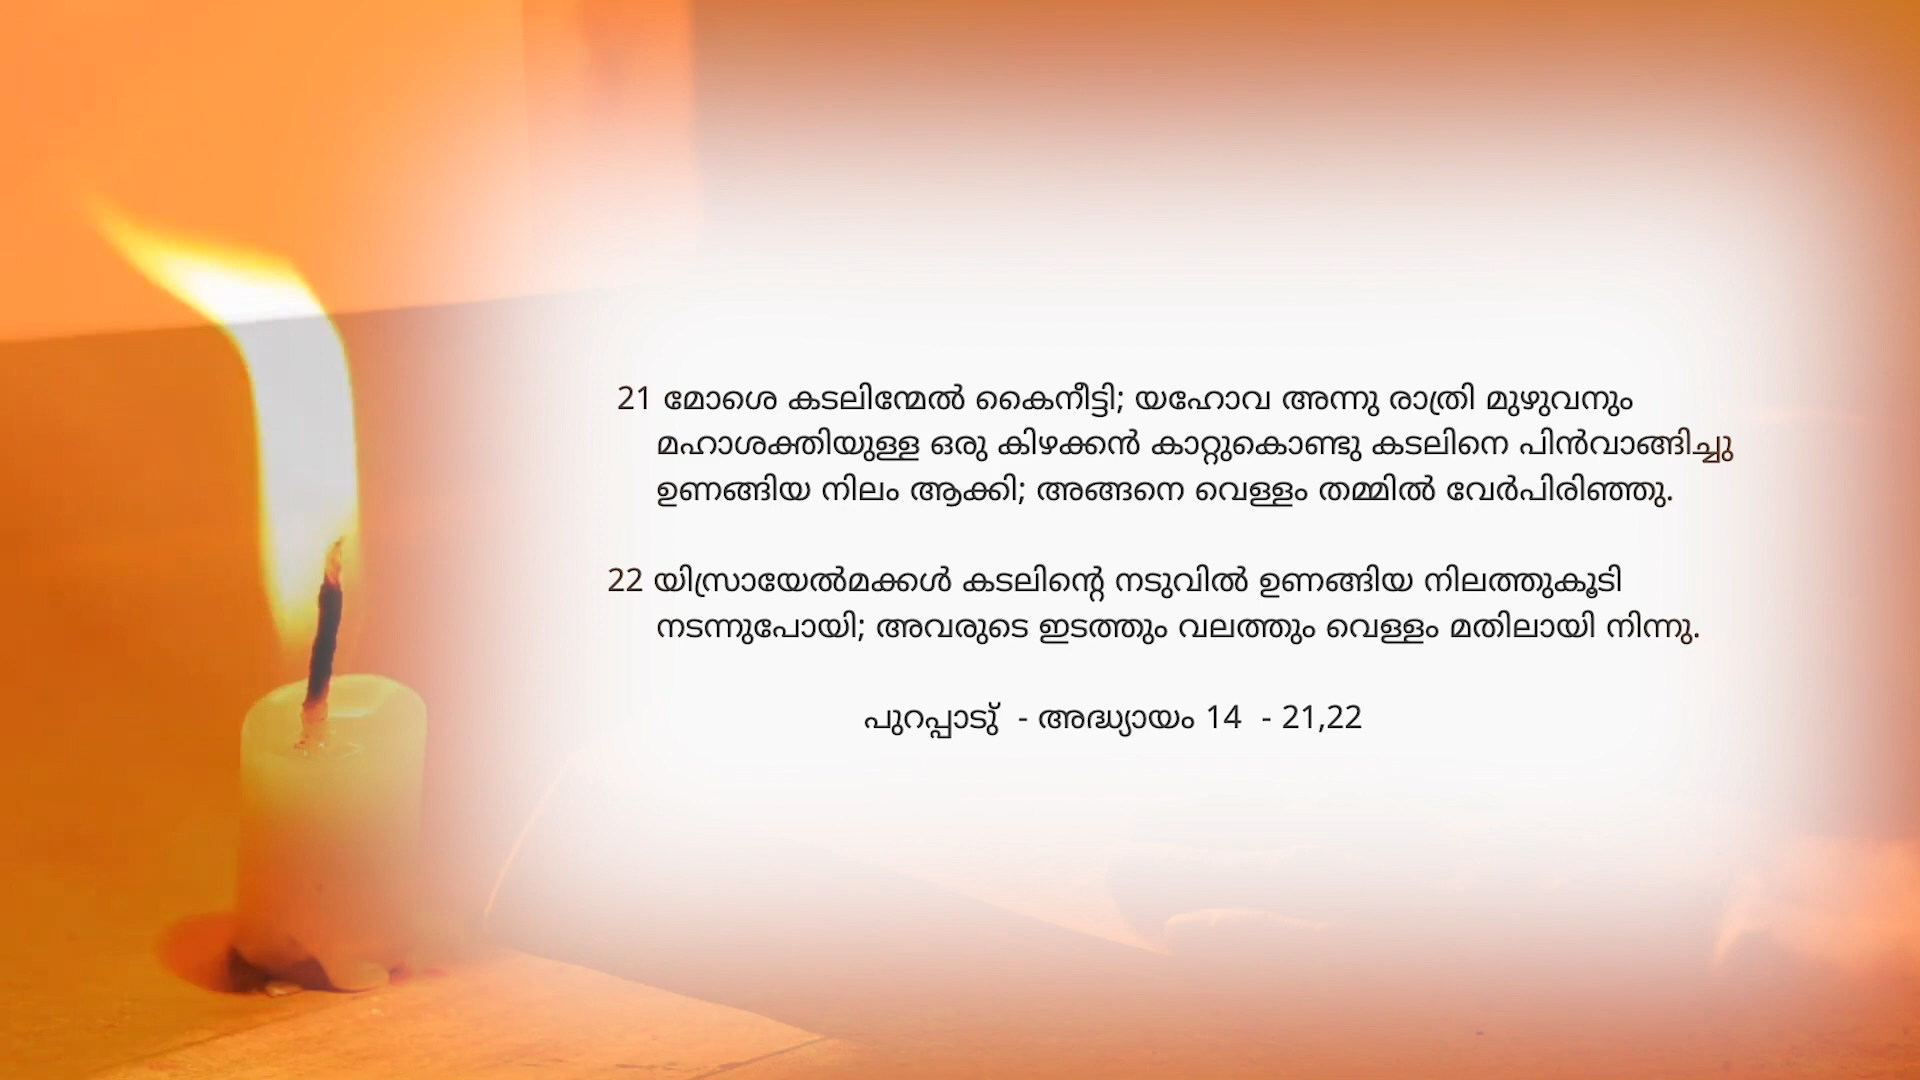 21 മോശെ കടലിന്മേൽ കൈനീട്ടി; യഹോവ അന്നു രാത്രി മുഴുവനും
മഹാശക്തിയുള്ള ഒരു കിഴക്കൻ കാറ്റുകൊണ്ടു കടലിനെ പിൻവാങ്ങിച്ചു
ഉണങ്ങിയ നിലം ആക്കി; അങ്ങനെ വെള്ളം തമ്മിൽ വേർപിരിഞ്ഞു.
22 യിസ്രായേൽമക്കൾ കടലിന്റെ നടുവിൽ ഉണങ്ങിയ നിലത്തുകൂടി
നടന്നുപോയി; അവരുടെ ഇടത്തും വലത്തും വെള്ളം മതിലായി നിന്നു.
പുറപ്പാടു് - അദ്ധ്യായം 14 - 21,22